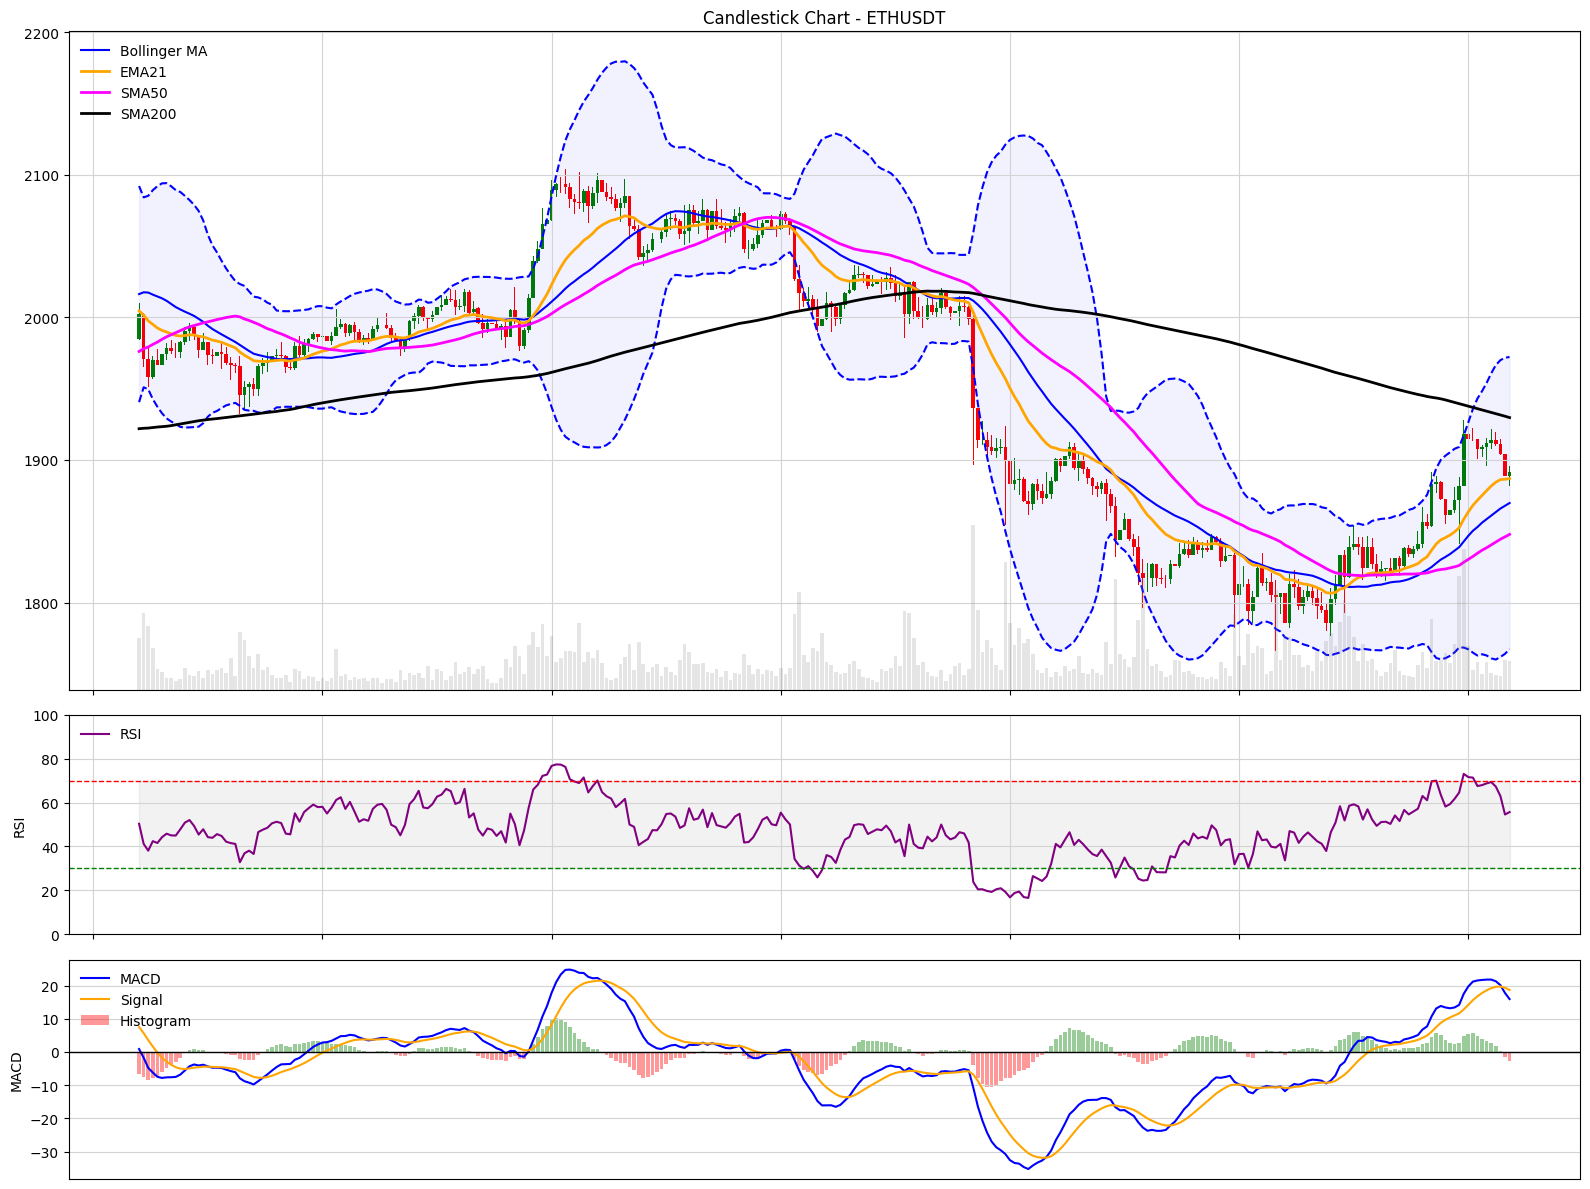 Candlestick Chart - ETHUSDT
2200
2100
2000
1900
1800
Bollinger MA
EMA21
SMA50
SMA200
100
80
60
40
20
0
RSI
RSI
20
10
0
−10
−20
−30
MACD
MACD
Signal
Histogram